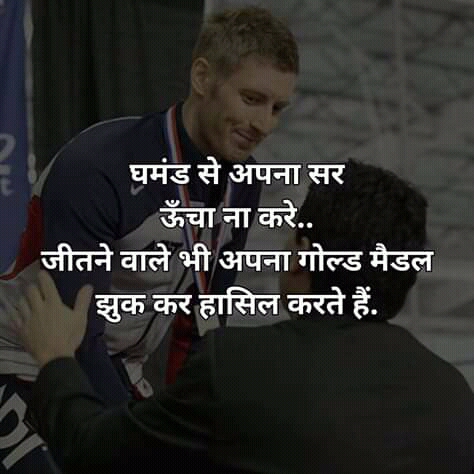 घमंड से अपना सर
ऊँचा ना करे..
जीतने वाले भी अपना गोल्ड मैडल
झुक कर हासिल करते हैं.